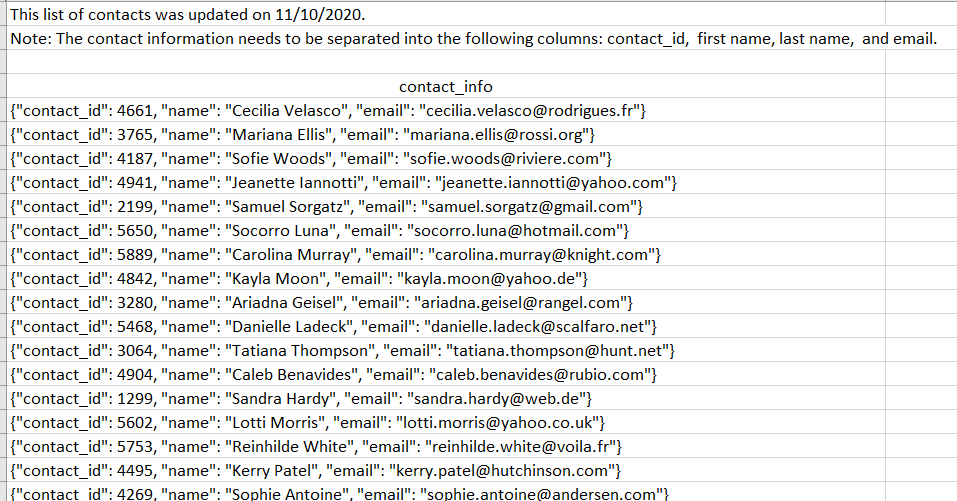 This list of contacts was updated on 11/10/2020.
Note: The contact information needs to be separated into the following columns: contact_id,  first name, last name,  and email.
contact_info
{"contact_id": 4661, "name": "Cecilia Velasco", "email": "cecilia.velasco@rodrigues.fr"}
{"contact_id": 3765, "name": "Mariana Ellis", "email": "mariana.ellis@rossi.org"}
{"contact_id": 4187, "name": "Sofie Woods", "email": "sofie.woods@riviere.com"}
{"contact_id": 4941, "name": "Jeanette Iannotti", "email": "jeanette.iannotti@yahoo.com"}
{"contact_id": 2199, "name": "Samuel Sorgatz", "email": "samuel.sorgatz@gmail.com"}
{"contact_id": 5650, "name": "Socorro Luna", "email": "socorro.luna@hotmail.com"}
{"contact_id": 5889, "name": "Carolina Murray", "email": "carolina.murray@knight.com"}
{"contact_id": 4842, "name": "Kayla Moon", "email": "kayla.moon@yahoo.de"}
{"contact_id": 3280, "name": "Ariadna Geisel", "email": "ariadna.geisel@rangel.com"}
{"contact_id": 5468, "name": "Danielle Ladeck", "email": "danielle.ladeck@scalfaro.net"}
{"contact_id": 3064, "name": "Tatiana Thompson", "email": "tatiana.thompson@hunt.net"}
{"contact_id": 4904, "name": "Caleb Benavides", "email": "caleb.benavides@rubio.com"}
{"contact_id": 1299, "name": "Sandra Hardy", "email": "sandra.hardy@web.de"}
{"contact_id": 5602, "name": "Lotti Morris", "email": "lotti.morris@yahoo.co.uk"}
{"contact_id": 5753, "name": "Reinhilde White", "email": "reinhilde.white@voila.fr"}
{"contact_id": 4495, "name": "Kerry Patel", "email": "kerry.patel@hutchinson.com"}
{"contact_id": 4269, "name": "Sophie Antoine", "email": "sophie.antoine@andersen.com"}